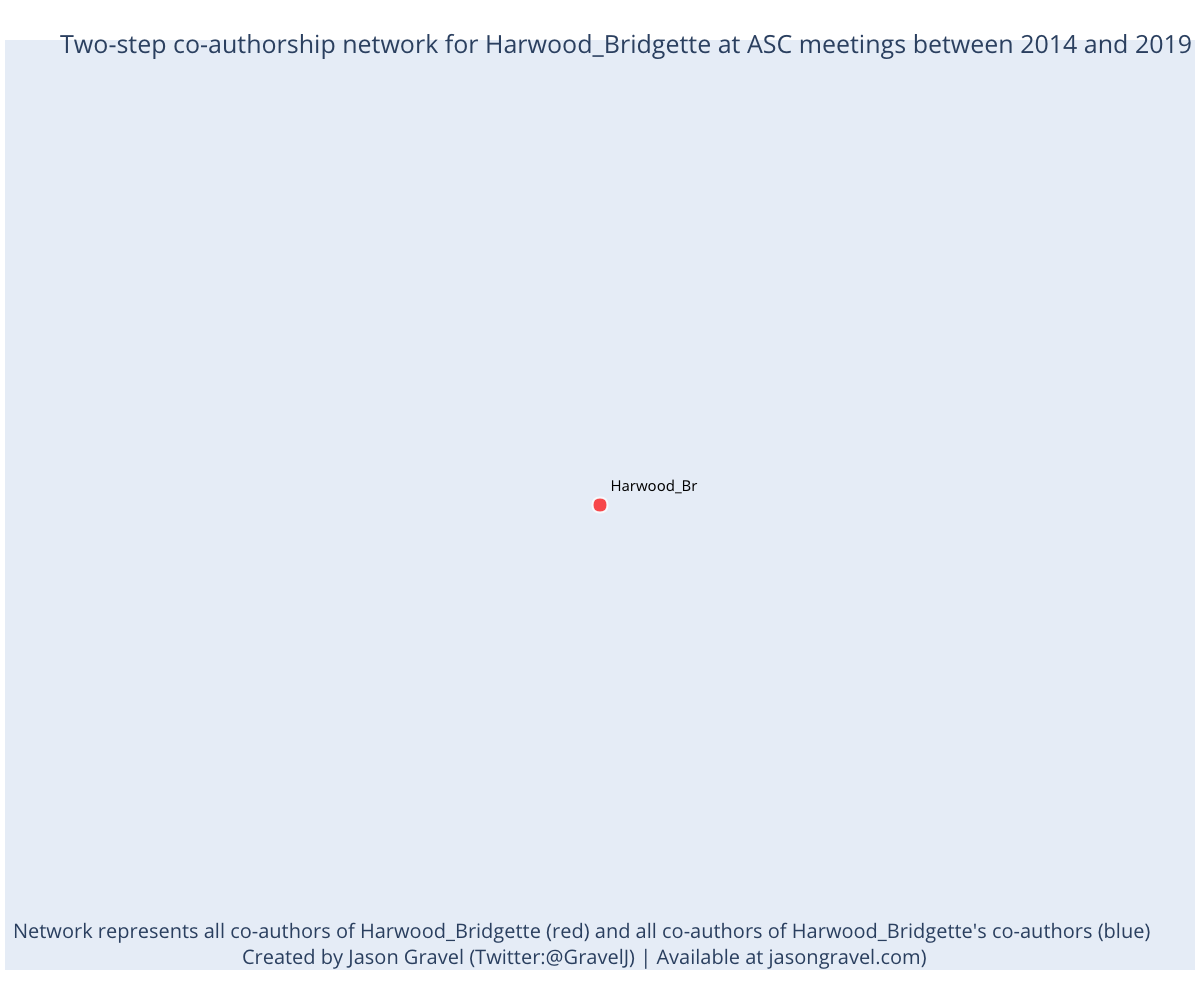 Two-step co-authorship network for Harwood_Bridgette at ASC meetings between 2014 and 2019
Harwood_Br
Network represents all co-authors of Harwood_Bridgette (red) and all co-authors of Harwood_Bridgette's co-authors (blue)
Created by Jason Gravel (Twitter:@GravelJ) | Available at jasongravel.com)